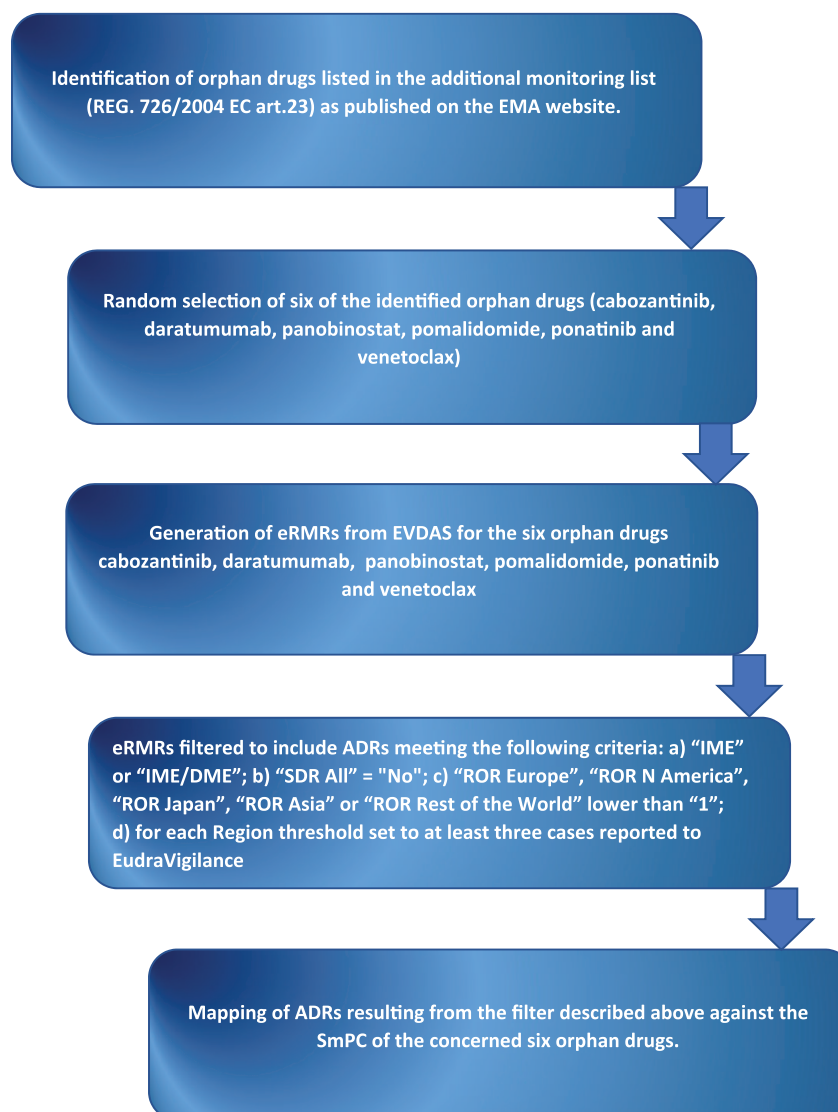 Identification of orphan drugs listed in the additional monitoring list
(REG. 726/2004 EC art.23) as published on the EMA website.
Random selection of six of the identified orphan drugs (cabozantinib,
daratumumab, panobinostat, pomalidomide, ponatinib and
venetoclax)
Generation of eRMRs from EVDAS for the six orphan drugs
cabozantinib, daratumumab, panobinostat, pomalidomide, ponatinib
and venetoclax
eRMRs filtered to include ADRs meeting the following criteria: a) “IME”
or “IME/DME”; b) “SDR All” = "No"; c) “ROR Europe”, “ROR N America”,
“ROR Japan”, “ROR Asia” or “ROR Rest of the World” lower than “1”;
d) for each Region threshold set to at least three cases reported to
EudraVigilance
Mapping of ADRs resulting from the filter described above against the
SmPC of the concerned six orphan drugs.